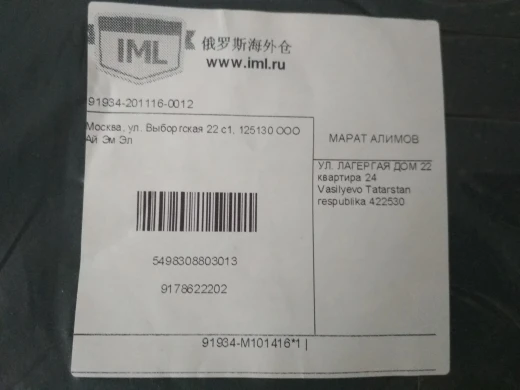 IML
俄罗斯海外仓
www.iml.ru
91934-201116-0012
Москва, ул. Выборгская 22 с1, 125130 ООО
Ай Эм Эл
МАРАТ АЛИМОВ
УЛ. ЛАГЕРГАЯ ДОМ 22
квартира 24
Vasilyevo Tatarstan
respublika 422530
5498308803013
9178622202
91934-M101416*1 |